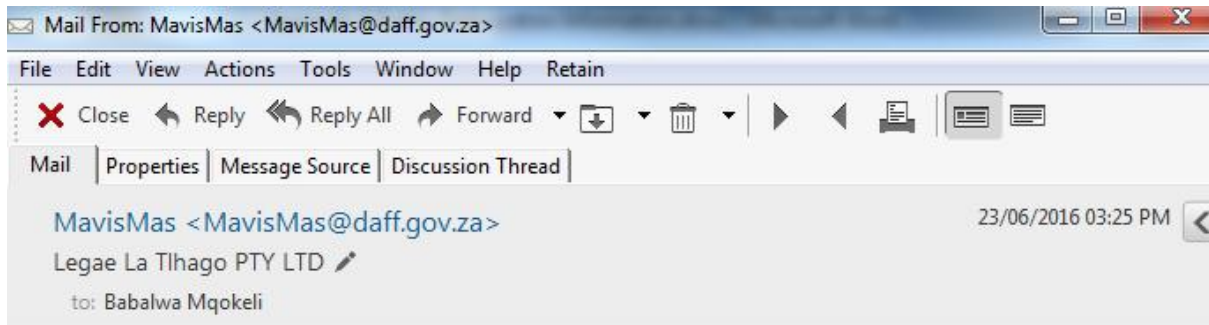 Mail From: MavisMas <MavisMas@daff.gov.za>
File Edit View Actions Tools Window Help Retain
Close Reply Reply All Forward
Mail Properties Message Source Discussion Thread
MavisMas <MavisMas@daff.gov.za> 23/06/2016 03:25 PM
Legae La Tlhago PTY LTD
to: Babalwa Mqokeli